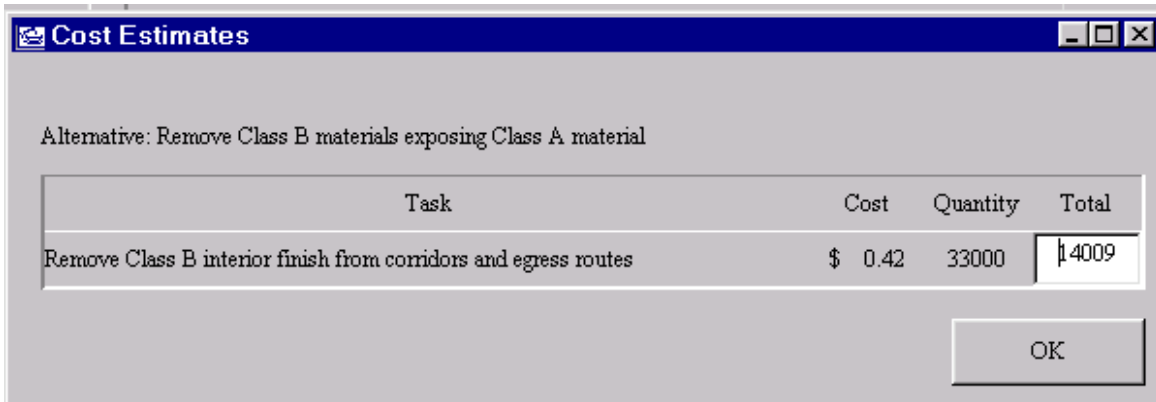 Cost Estimates
Alternative: Remove Class B materials exposing Class A material
Task Cost Quantity Total
Remove Class B interior finish from corridors and egress routes $ 0.42 33000 14009
OK